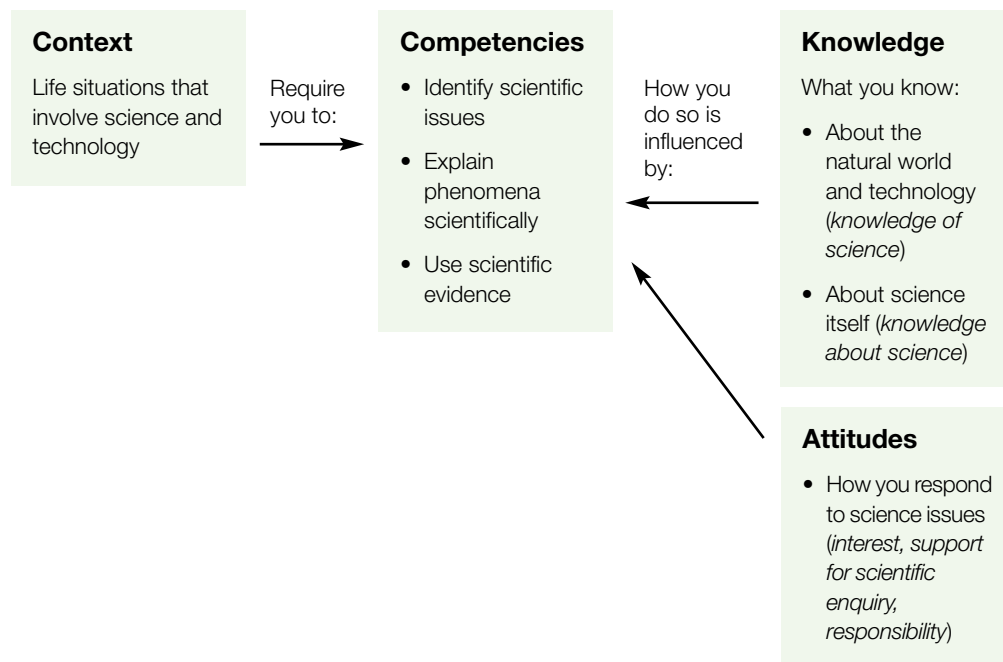 Context
Life situations that
involve science and
technology
Require
you to:
Competencies
• Identify scientific
issues
• Explain
phenomena
scientifically
• Use scientific
evidence
How you
do so is
influenced
by:
Knowledge
What you know:
• About the
natural world
and technology
(knowledge of
science)
• About science
itself (knowledge
about science)
Attitudes
• How you respond
to science issues
(interest, support
for scientific
enquiry,
responsibility)